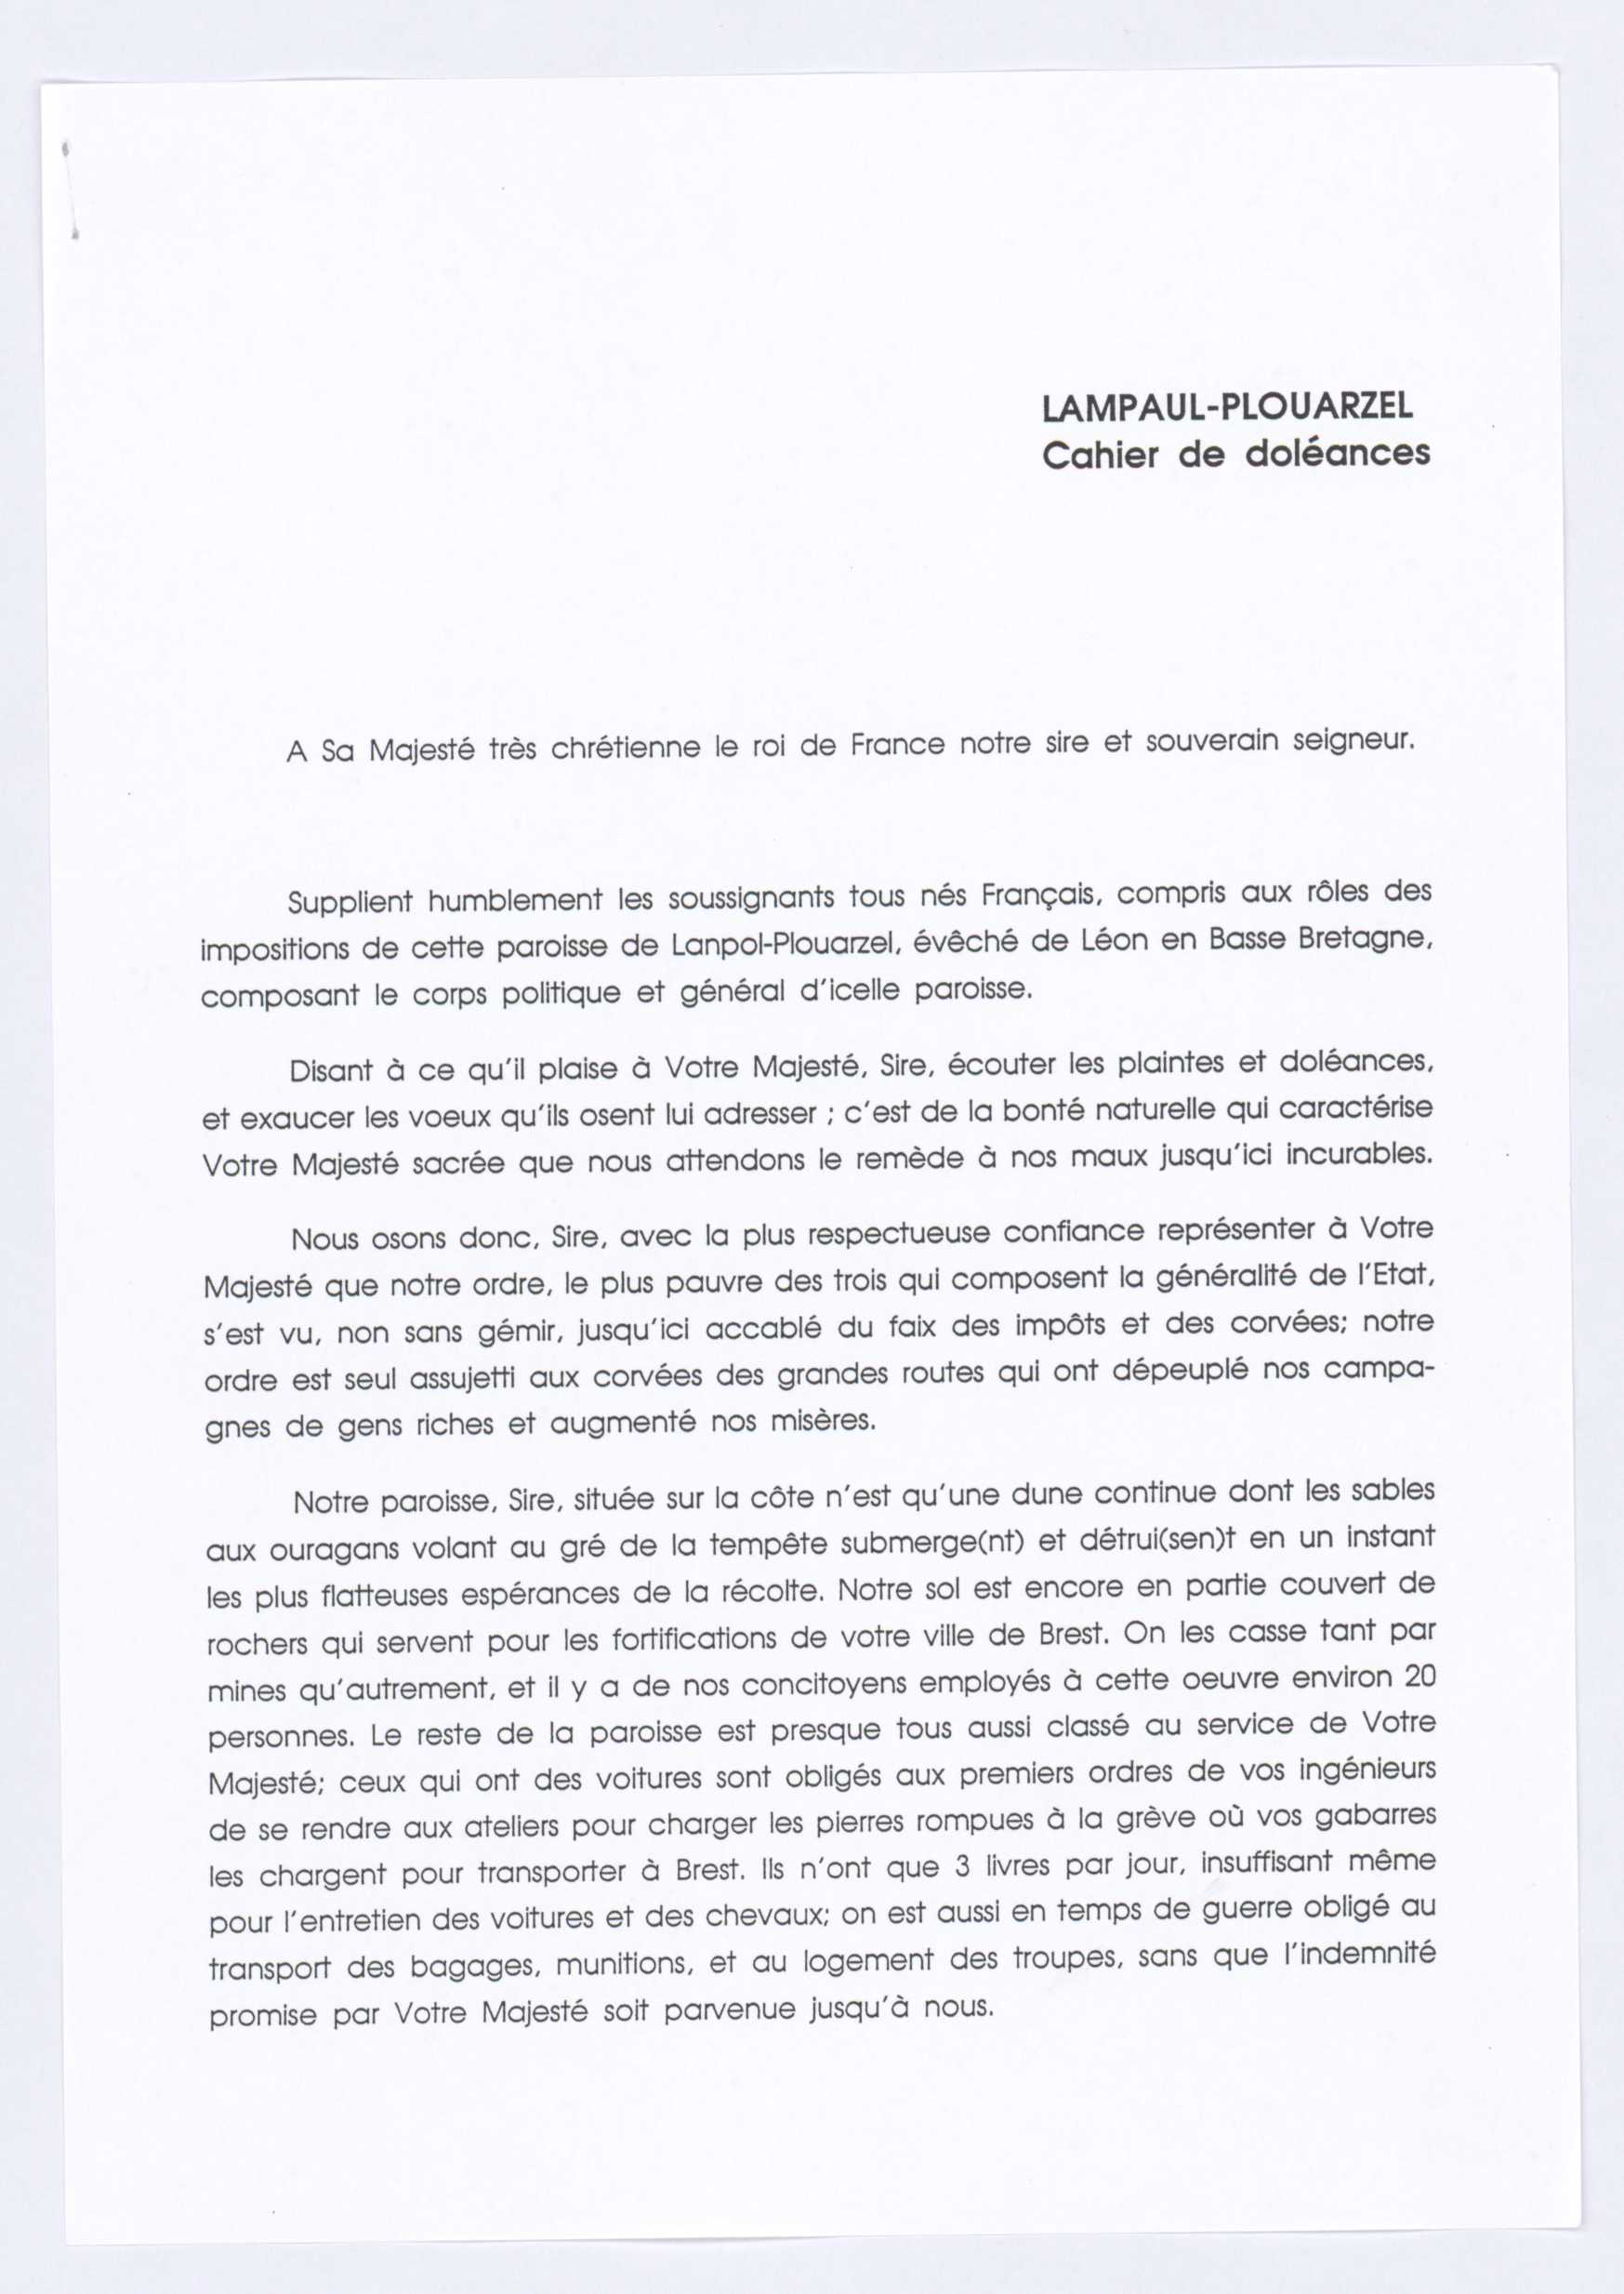 LAMPAUL-PLOUARZEL
Cahier de doléances
A Sa Majesté très chrétienne le roi de France notre sire et souverain seigneur.
Supplient humblement les soussignants tous nés Français, compris aux rôles des
impositions de cette paroisse de Lanpol-Plouarzel, évêché de Léon en Basse Bretagne,
composant le corps politique et général d'icelle paroisse.
Disant à ce qu'il plaise à Votre Majesté, Sire, écouter les plaintes et doléances,
et exaucer les voeux qu'ils osent lui adresser ; c'est de la bonté naturelle qui caractérise
Votre Majesté sacrée que nous attendons le remède à nos maux jusqu'ici incurables.
Nous osons donc, Sire, avec la plus respectueuse confiance représenter à Votre
Majesté que notre ordre, le plus pauvre des trois qui composent la généralité de l'Etat,
s'est vu, non sans gémir, jusqu'ici accablé du faix des impôts et des corvées; notre
ordre est seul assujetti aux corvées des grandes routes qui ont dépeuplé nos campa-
gnes de gens riches et augmenté nos misères.
Notre paroisse, Sire, située sur la côte n'est qu'une dune continue dont les sables
aux ouragans volant au gré de la tempête submerge(nt) et détrui(sen)t en un instant
les plus flatteuses espérances de la récolte. Notre sol est encore en partie couvert de
rochers qui servent pour les fortifications de votre ville de Brest. On les casse tant par
mines qu'autrement, et il y a de nos concitoyens employés à cette oeuvre environ 20
personnes. Le reste de la paroisse est presque tous aussi classé au service de Votre
Majesté; ceux qui ont des voitures sont obligés aux premiers ordres de vos ingénieurs
de se rendre aux ateliers pour charger les pierres rompues à la grève où vos gabarres
les chargent pour transporter à Brest. Ils n'ont que 3 livres par jour, insuffisant même
pour l'entretien des voitures et des chevaux; on est aussi en temps de guerre obligé au
transport des bagages, munitions, et au logement des troupes, sans que l'indemnité
promise par Votre Majesté soit parvenue jusqu'à nous.